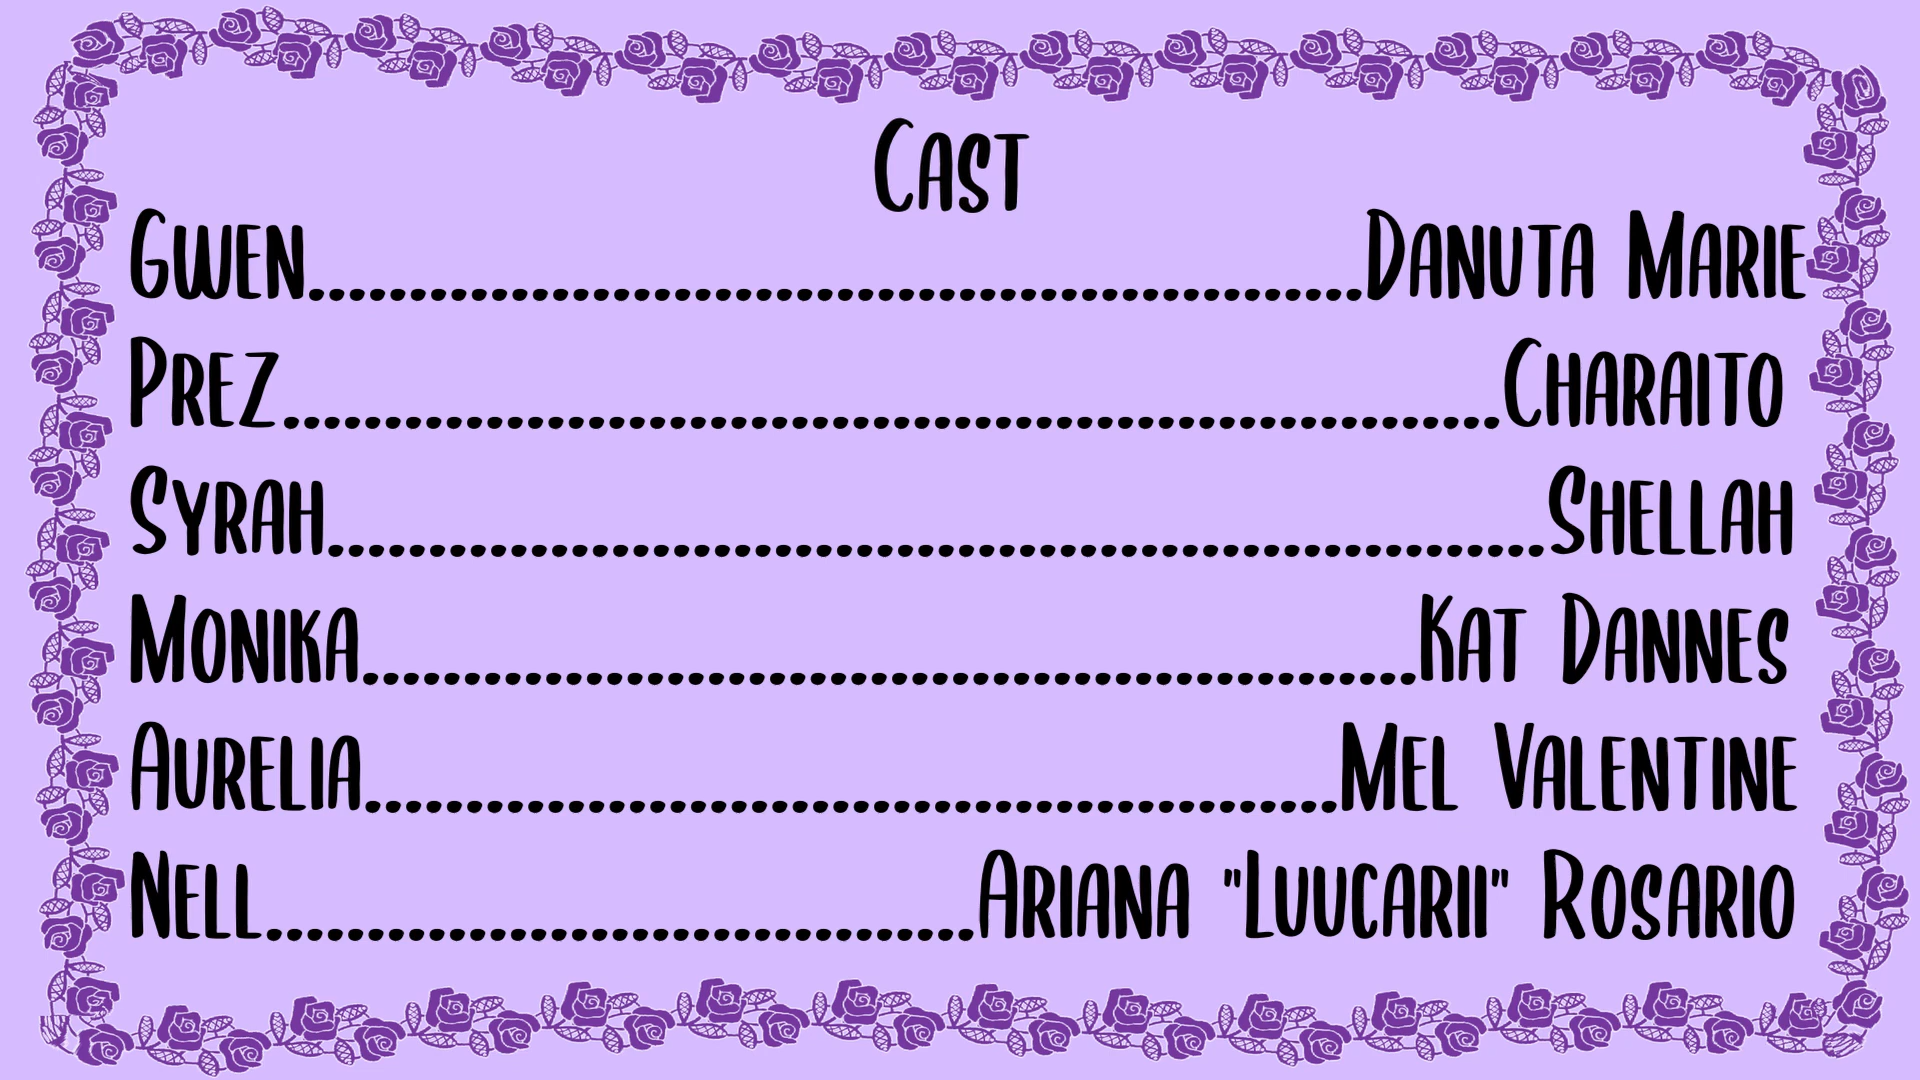 Cast
Gwen....................................................Danuta Marie
Prez............................................................Charaito
Syrah............................................................Shellah
Monika....................................................Kat Dannes
Aurelia................................................Mel Valentine
Nell...................................Ariana "Luucarii" Rosario